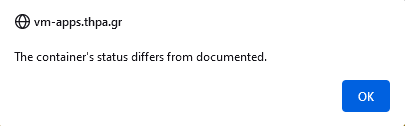 vm-apps.thpa.gr
The container's status differs from documented.
OK